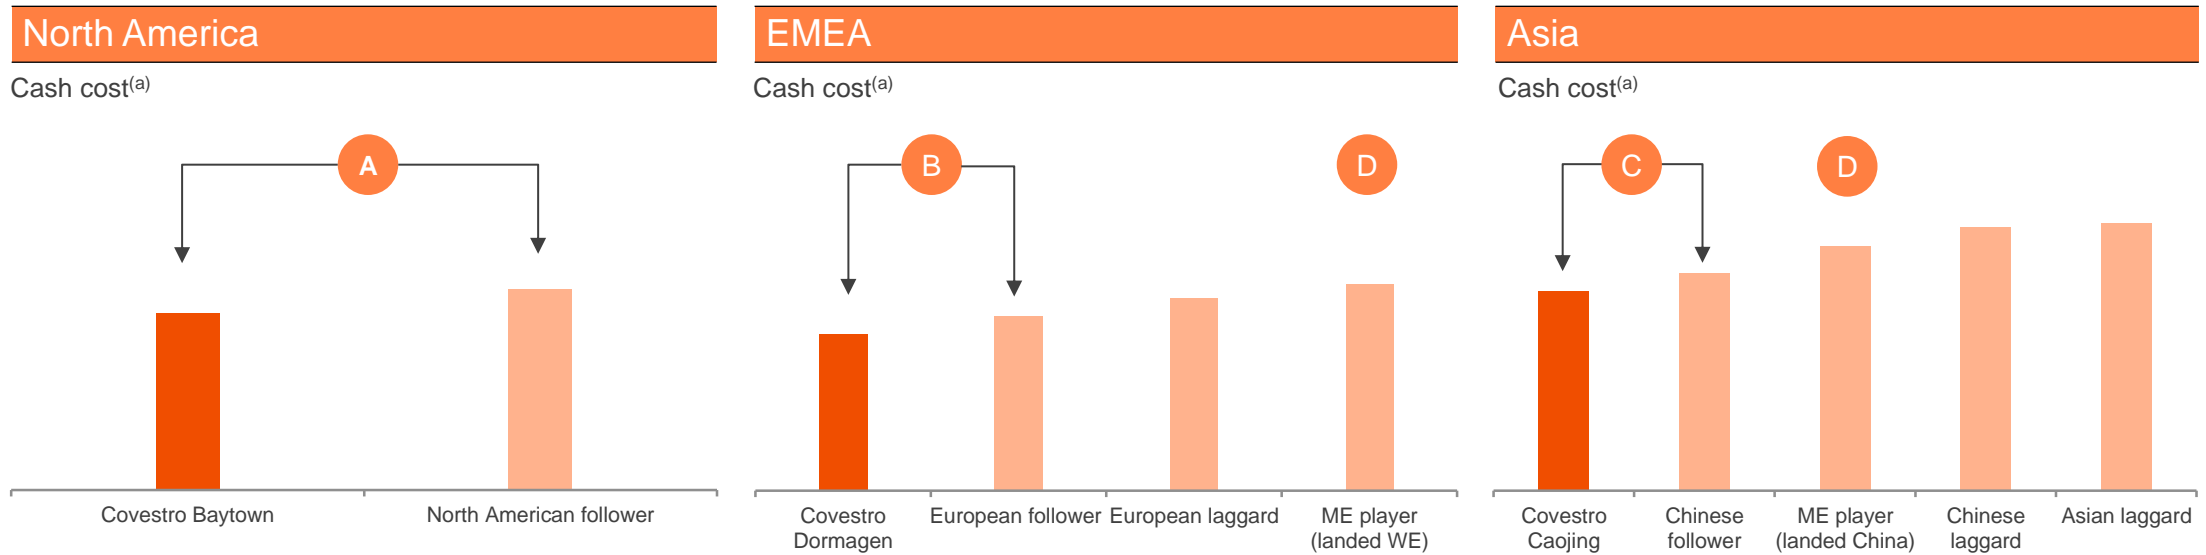 North America
Cash cost(a)
A
Covestro Baytown
North American follower
EMEA
Cash cost(a)
B
D
Covestro
Dormagen
European follower
European laggard
ME player
(landed WE)
Asia
Cash cost(a)
C
D
Covestro
Caojing
Chinese
follower
ME player
(landed China)
Chinese
laggard
Asian laggard